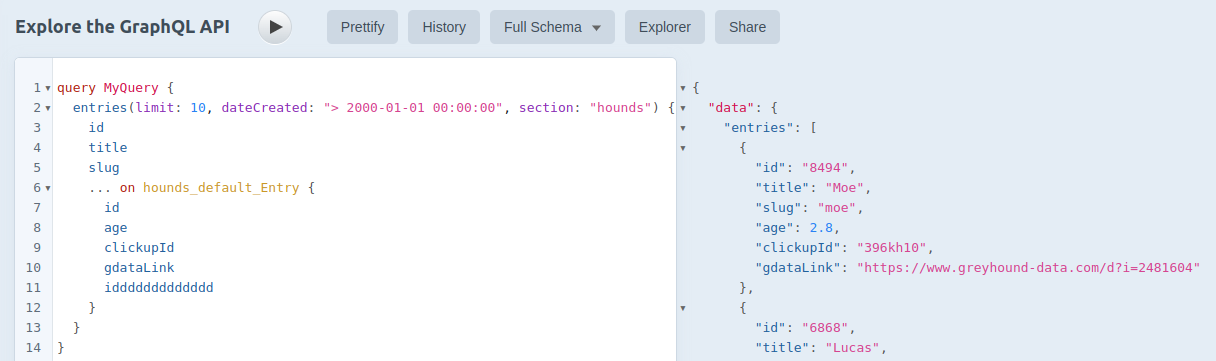 Explore the GraphQL API
Prettify
History
Full Schema
Explorer
Share
1 query MyQuery {
2 entries(limit: 10, dateCreated: "> 2000-01-01 00:00:00", section: "hounds") {
3 id
4 title
5 slug
6 ... on hounds_default_Entry {
7 id
8 age
9 clickupId
10 gdataLink
11 iddddddddddddd
12 }
13 }
14 }
{
"data": {
"entries": [
{
"id": "8494",
"title": "Moe",
"slug": "moe",
"age": 2.8,
"clickupId": "396kh10",
"gdataLink": "https://www.greyhound-data.com/d?i=2481604"
},
{
"id": "6868",
"title": "Lucas",